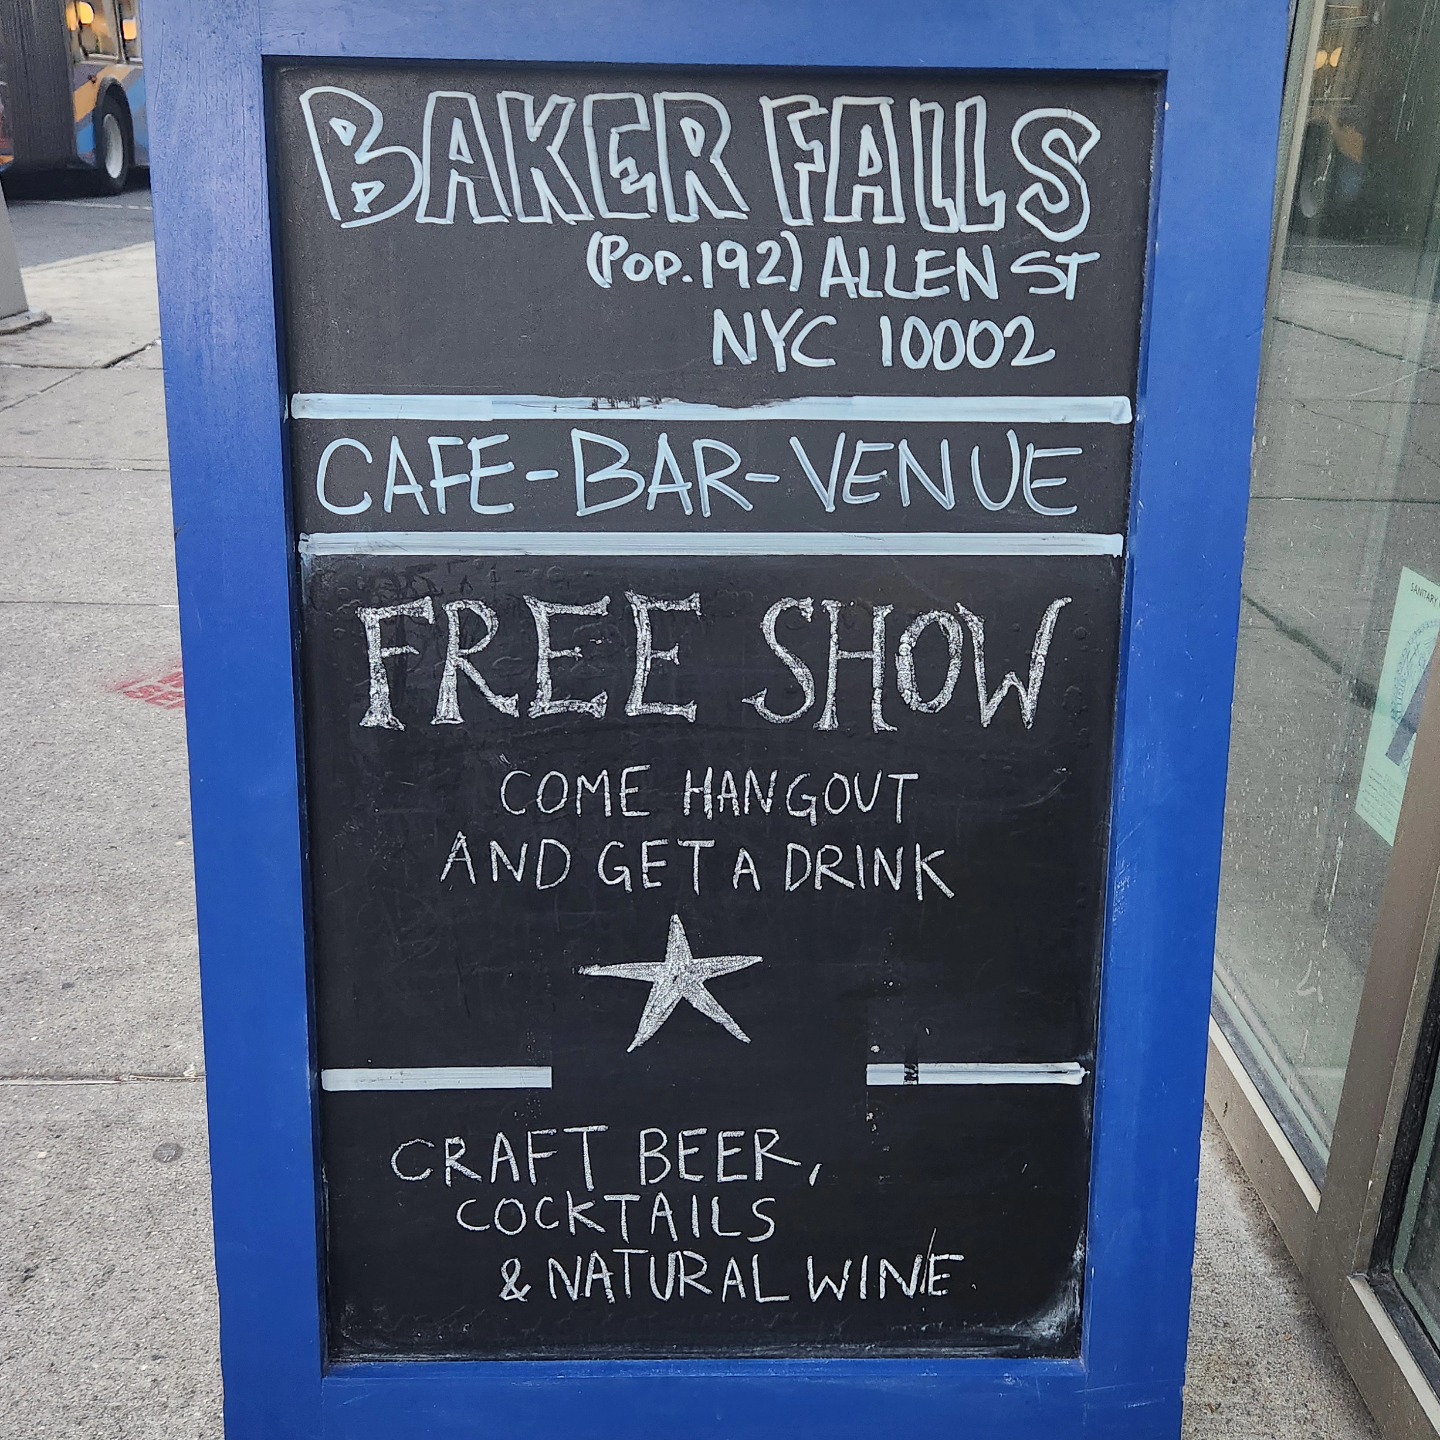 BAKER FALLS
(POP.192) ALLEN ST
NYC 10002
CAFE-BAR-VENUE
FREE SHOW
COME HANGOUT
AND GET A DRINK
CRAFT BEER,
COCKTAILS
& NATURAL WINE
SANITARY